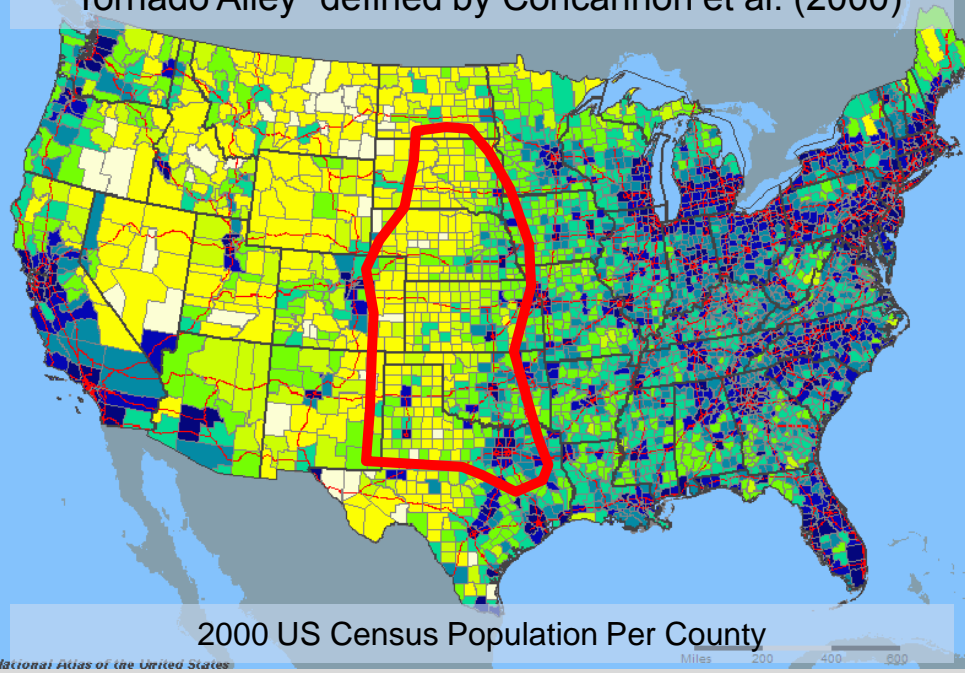 Tornado Alley" defined by Concannon et al. (2000)
2000 US Census Population Per County
National Atlas of the United States
Miles 200 400 600